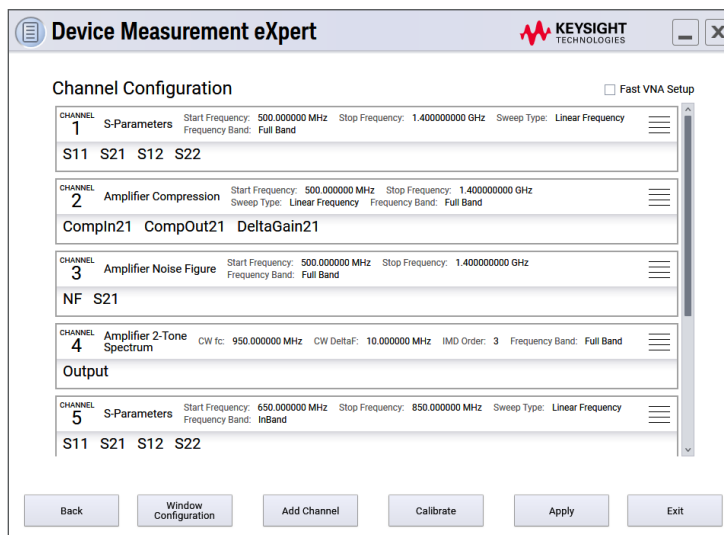 Device Measurement eXpert
KEYSIGHT
TECHNOLOGIES
Channel Configuration
Fast VNA Setup
CHANNEL
1
S-Parameters
Start Frequency: 500.000000 MHz Stop Frequency: 1.400000000 GHz Sweep Type: Linear Frequency
Frequency Band: Full Band
S11 S21 S12 S22
CHANNEL
2
Amplifier Compression
Start Frequency: 500.000000 MHz Stop Frequency: 1.400000000 GHz
Sweep Type: Linear Frequency Frequency Band: Full Band
CompIn21 CompOut21 DeltaGain21
CHANNEL
3
Amplifier Noise Figure
Start Frequency: 500.000000 MHz Stop Frequency: 1.400000000 GHz
Frequency Band: Full Band
NF S21
CHANNEL
4
Amplifier 2-Tone
Spectrum
CW fc: 950.000000 MHz CW DeltaF: 10.000000 MHz IMD Order: 3 Frequency Band: Full Band
Output
CHANNEL
5
S-Parameters
Start Frequency: 650.000000 MHz Stop Frequency: 850.000000 MHz Sweep Type: Linear Frequency
Frequency Band: InBand
S11 S21 S12 S22
Back
Window
Configuration
Add Channel
Calibrate
Apply
Exit